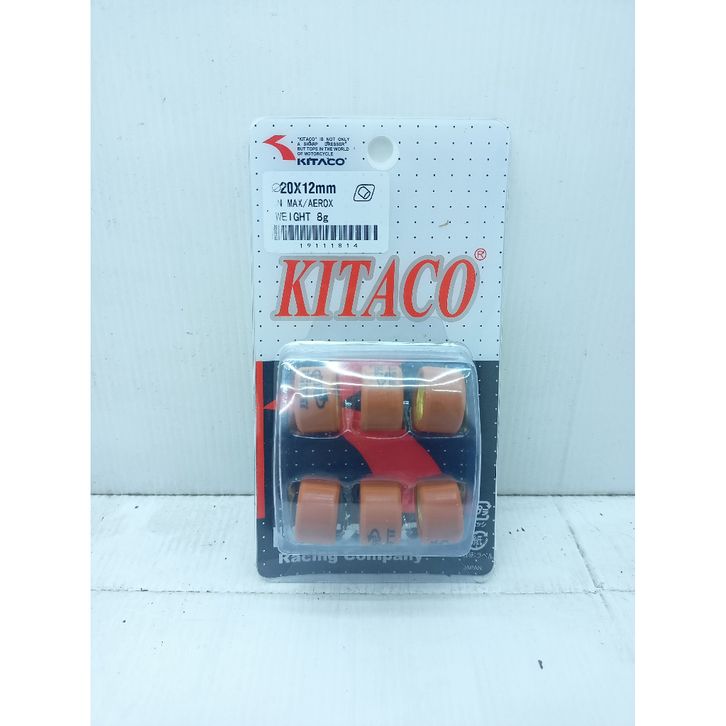 "KITACO" IS NOT ONLY
A SHARP DRESSER
BUT TOPS IN THE WORLD
OF MOTORCYCLE
KITACO
20X12mm
N MAX/AEROX
WEIGHT 8g
19111814
KITACO®
Racing Company
JAPAN